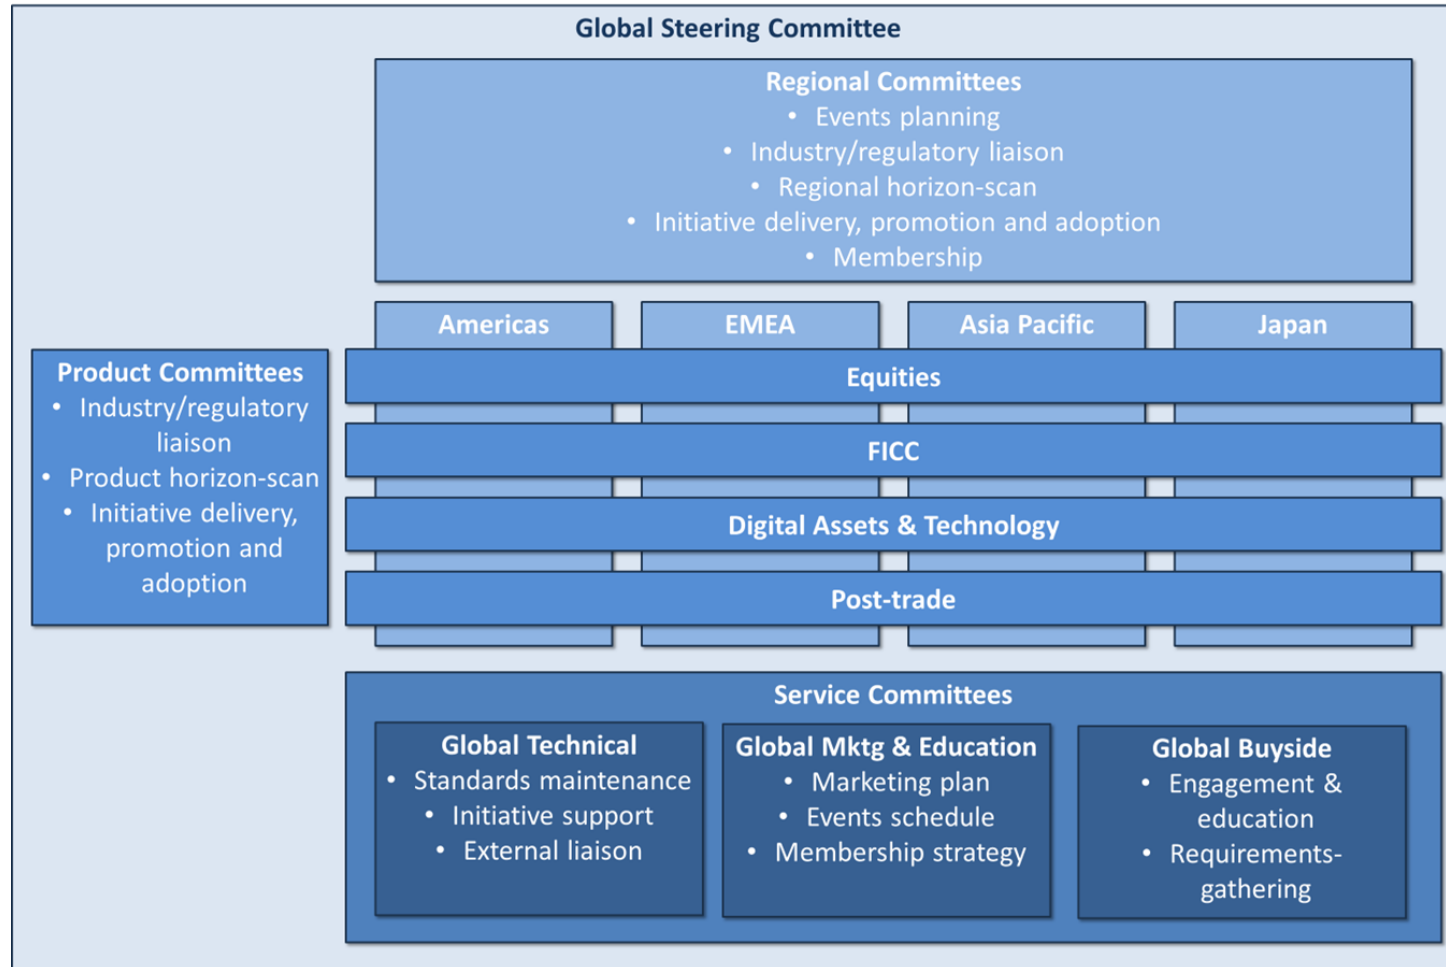 Global Steering Committee
Regional Committees
• Events planning
• Industry/regulatory liaison
• Regional horizon-scan
• Initiative delivery, promotion and adoption
• Membership
Americas
EMEA
Asia Pacific
Japan
Product Committees
• Industry/regulatory
liaison
• Product horizon-scan
• Initiative delivery,
promotion and
adoption
Equities
FICC
Digital Assets & Technology
Post-trade
Service Committees
Global Technical
• Standards maintenance
• Initiative support
• External liaison
Global Mktg & Education
• Marketing plan
• Events schedule
• Membership strategy
Global Buyside
• Engagement &
education
• Requirements-
gathering